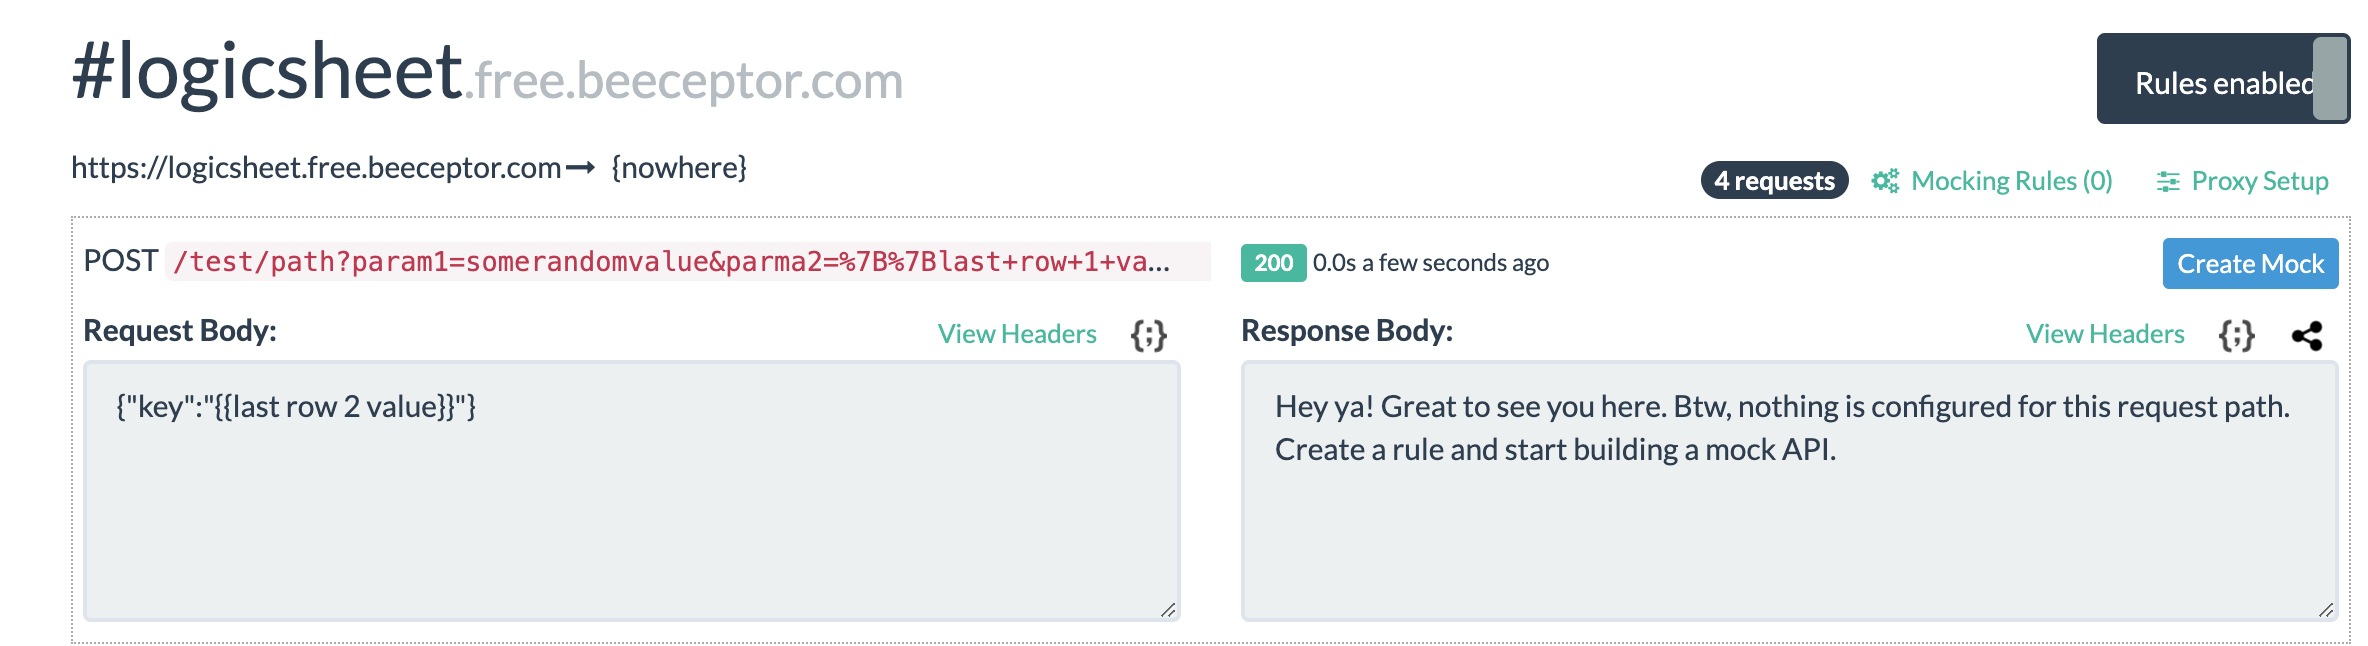 #logicsheet.free.beeceptor.com
Rules enabled
https://logicsheet.free.beeceptor.com→ {nowhere}
4 requests Mocking Rules (0) Proxy Setup
POST /test/path?param1=somerandomvalue&parma2=%7B%7Blast+row+1+va...
200 0.0s a few seconds ago
Create Mock
Request Body:
View Headers {;}
{"key":"{{last row 2 value}}"}
Response Body:
View Headers {;}
Hey ya! Great to see you here. Btw, nothing is configured for this request path.
Create a rule and start building a mock API.